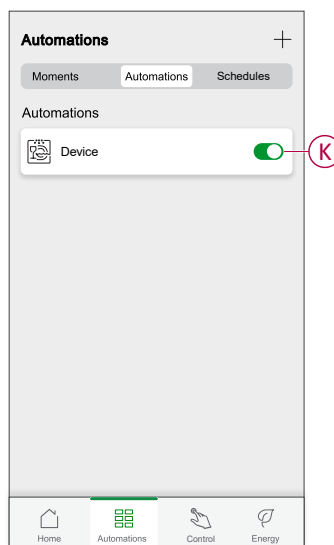 Automations
Moments Automations Schedules
Automations
Device
K
Home Automations Control Energy